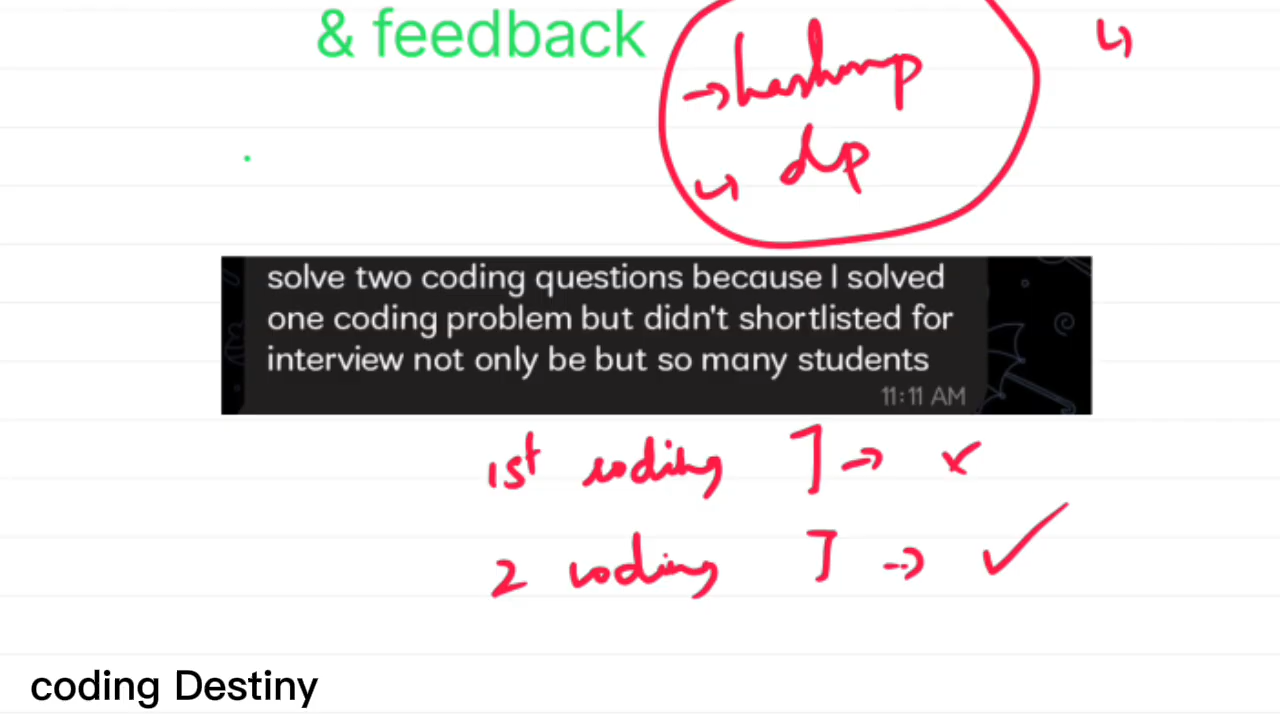 & feedback
→ hashmap
↳ dp
↳
solve two coding questions because I solved
one coding problem but didn't shortlisted for
interview not only be but so many students
11:11 AM
1st coding ] → x
2 coding ] → ✓
coding Destiny